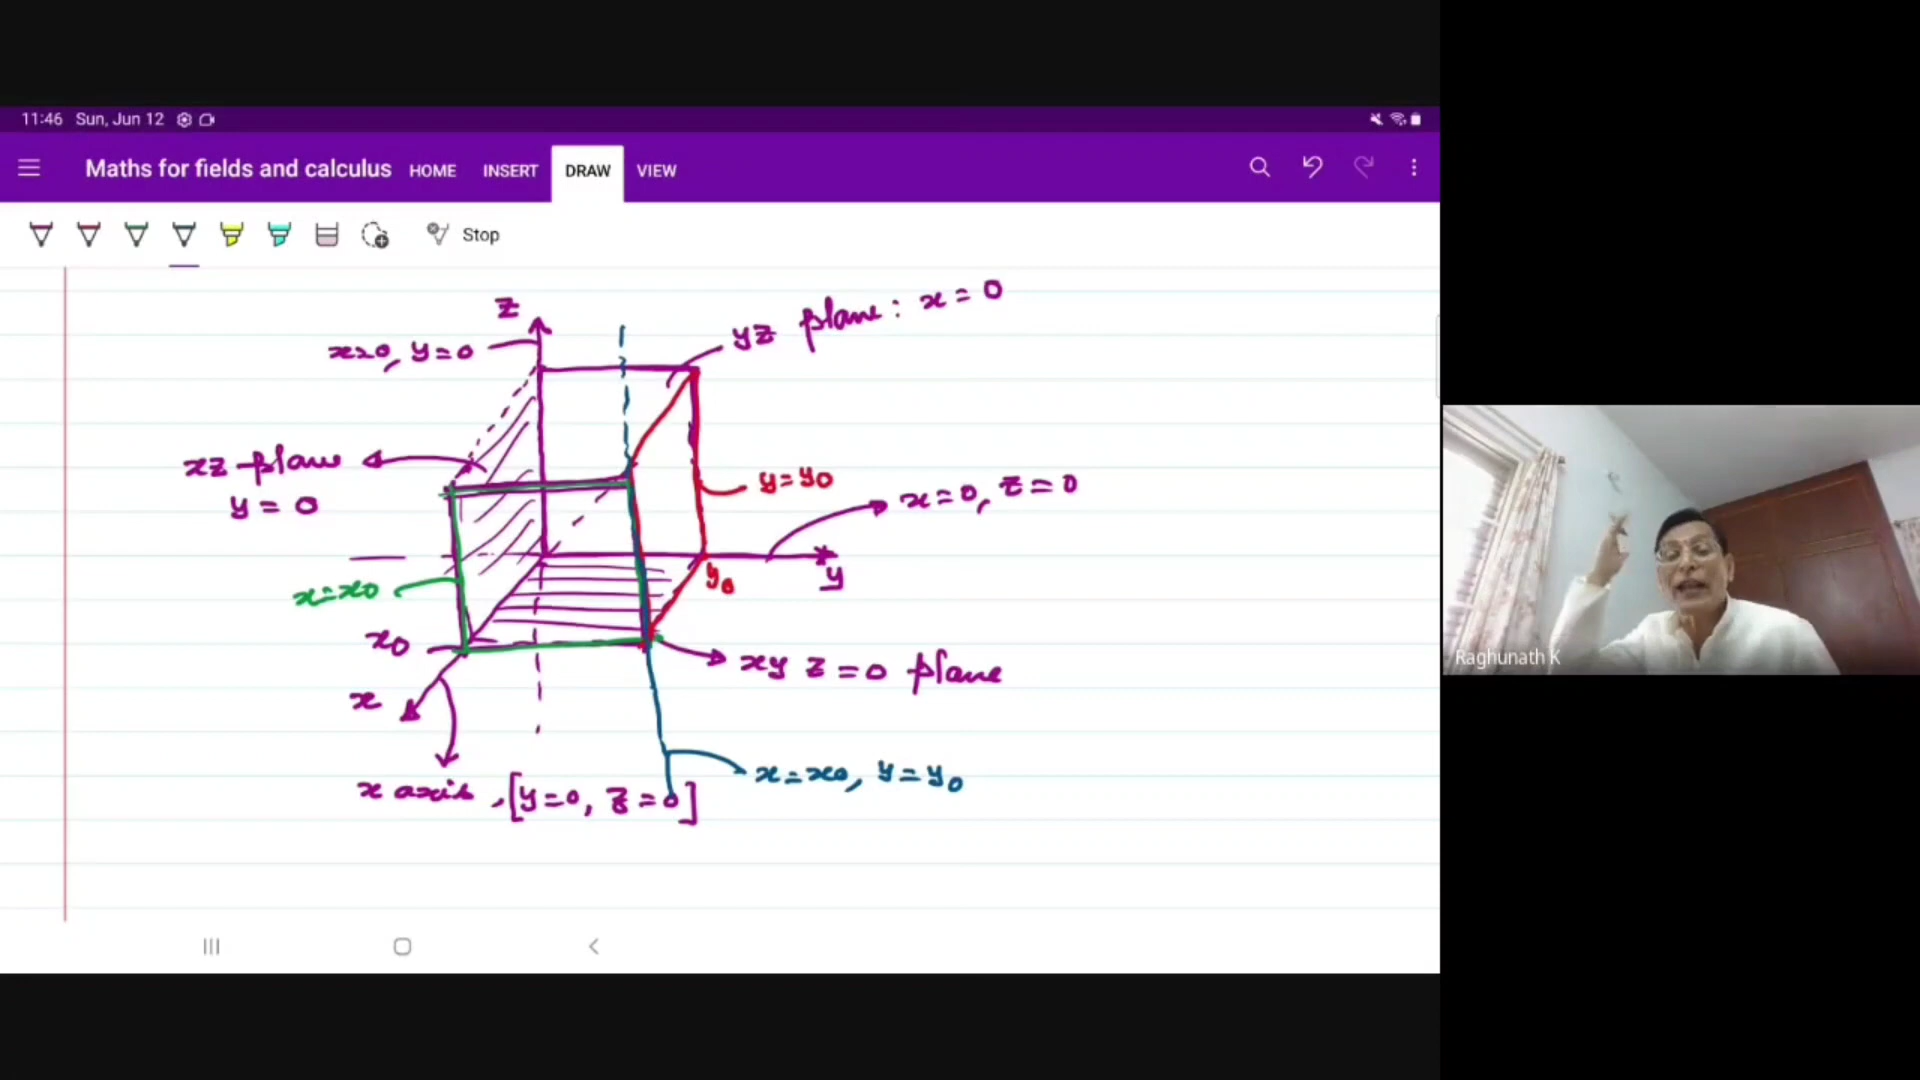 11:46 Sun, Jun 12
Maths for fields and calculus HOME INSERT DRAW VIEW
Stop
z
yz plane: x = 0
x=0, y=0
xz plane
y = 0
y=y0
x=0, z=0
y0
y
x=x0
x0
xy z=0 plane
x
x=x0, y=y0
x axis, [y=0, z=0]
Raghunath K